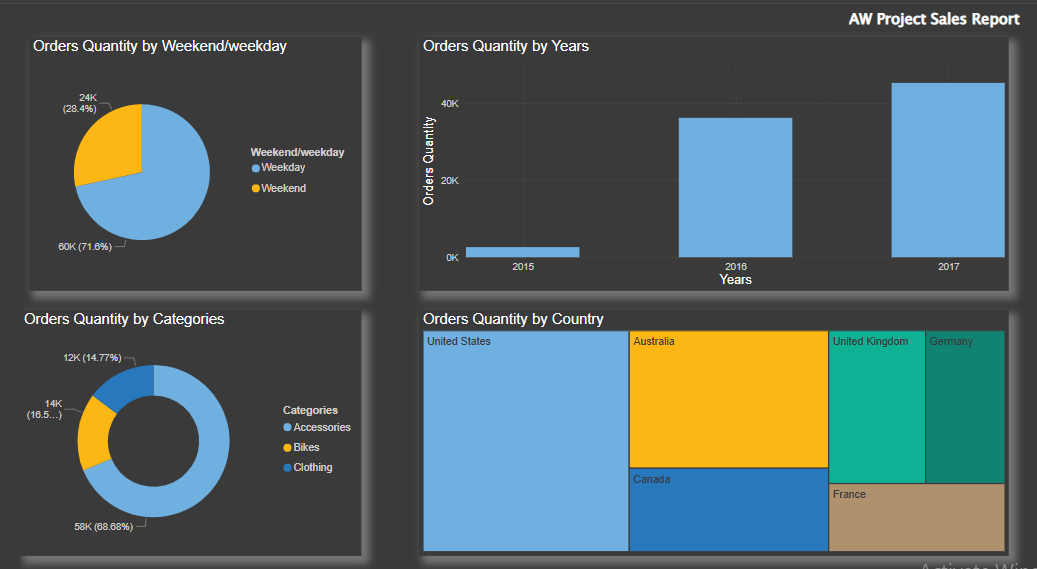 AW Project Sales Report
Orders Quantity by Weekend/weekday
24K
(28.4%)
60K (71.6%)
Weekend/weekday
Weekday
Weekend
Orders Quantity by Years
Orders Quantity
40K
20K
0K
2015
2016
2017
Years
Orders Quantity by Categories
12K (14.77%)
14K
(16.5...)
58K (68.68%)
Categories
Accessories
Bikes
Clothing
Orders Quantity by Country
United States
Australia
Canada
United Kingdom
Germany
France
Activate